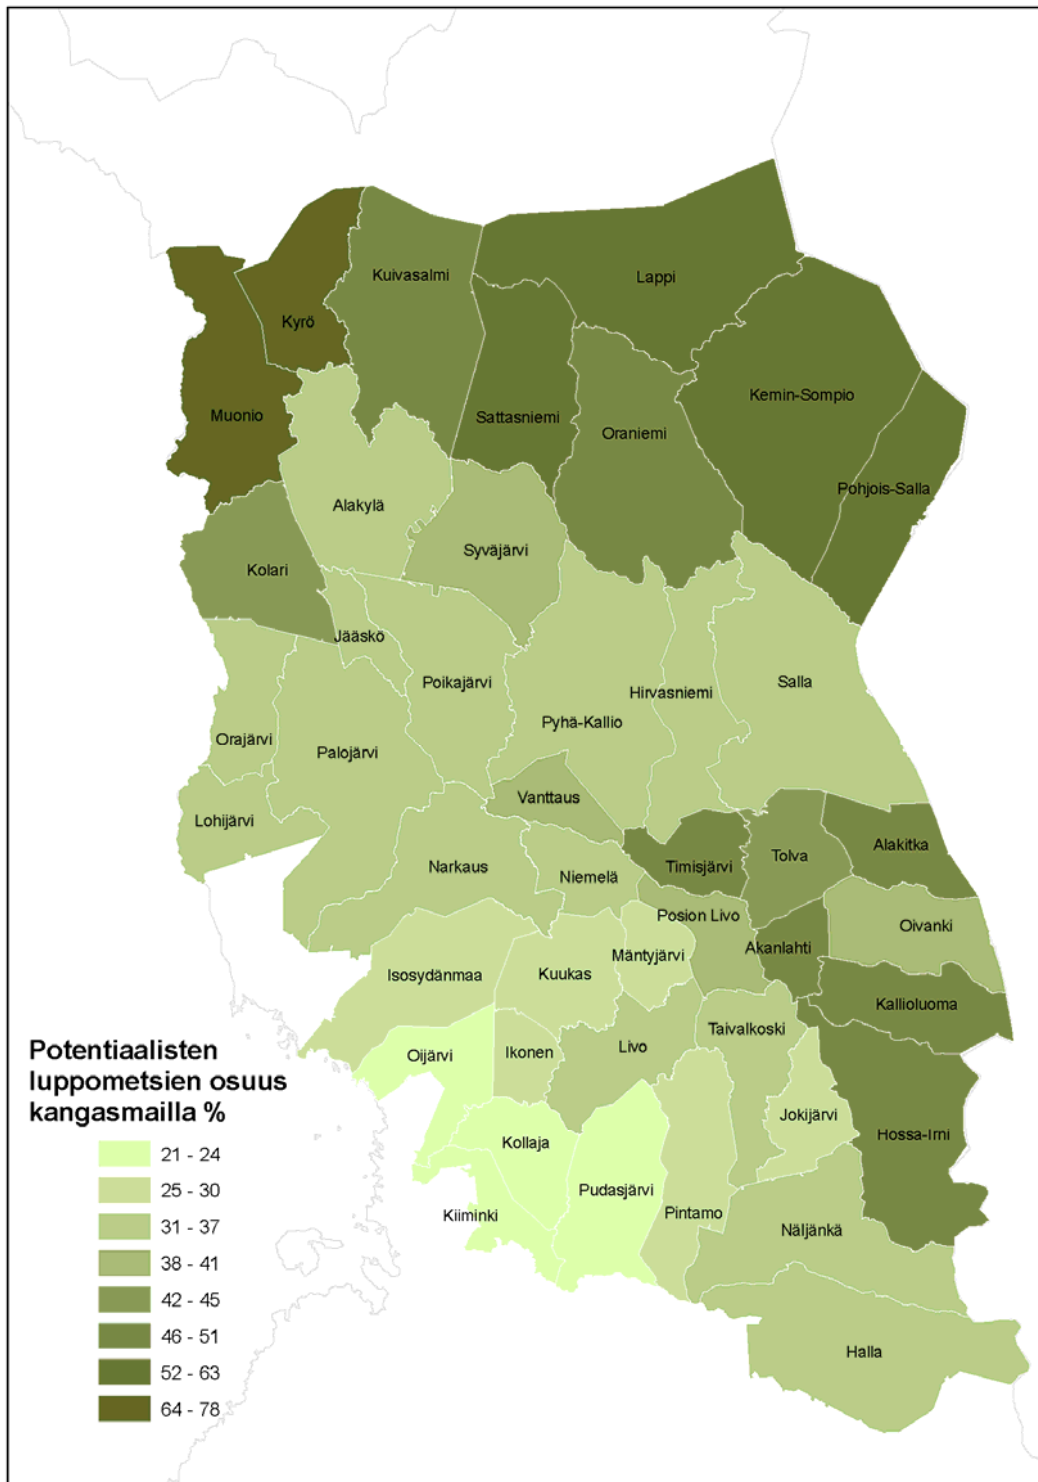 Lappi
Kuivasalmi
Kyrö
Kemin-Sompio
Muonio
Sattasniemi
Oraniemi
Pohjois-Salla
Alakylä
Syväjärvi
Kolari
Jääskö
Poikajärvi
Hirvasniemi
Salla
Pyhä-Kallio
Orajärvi
Palojärvi
Vanttaus
Lohijärvi
Narkaus
Niemelä
Timisjärvi
Tolva
Alakitka
Posion Livo
Oivanki
Akanlahti
Mäntyjärvi
Isosydänmaa
Kuukas
Kallioluoma
Taivalkoski
Livo
Ikonen
Oijärvi
Jokijärvi
Hossa-Irni
Kollaja
Pudasjärvi
Kiiminki
Pintamo
Näljänkä
Halla
Potentiaalisten
luppometsien osuus
kangasmailla %
21 - 24
25 - 30
31 - 37
38 - 41
42 - 45
46 - 51
52 - 63
64 - 78